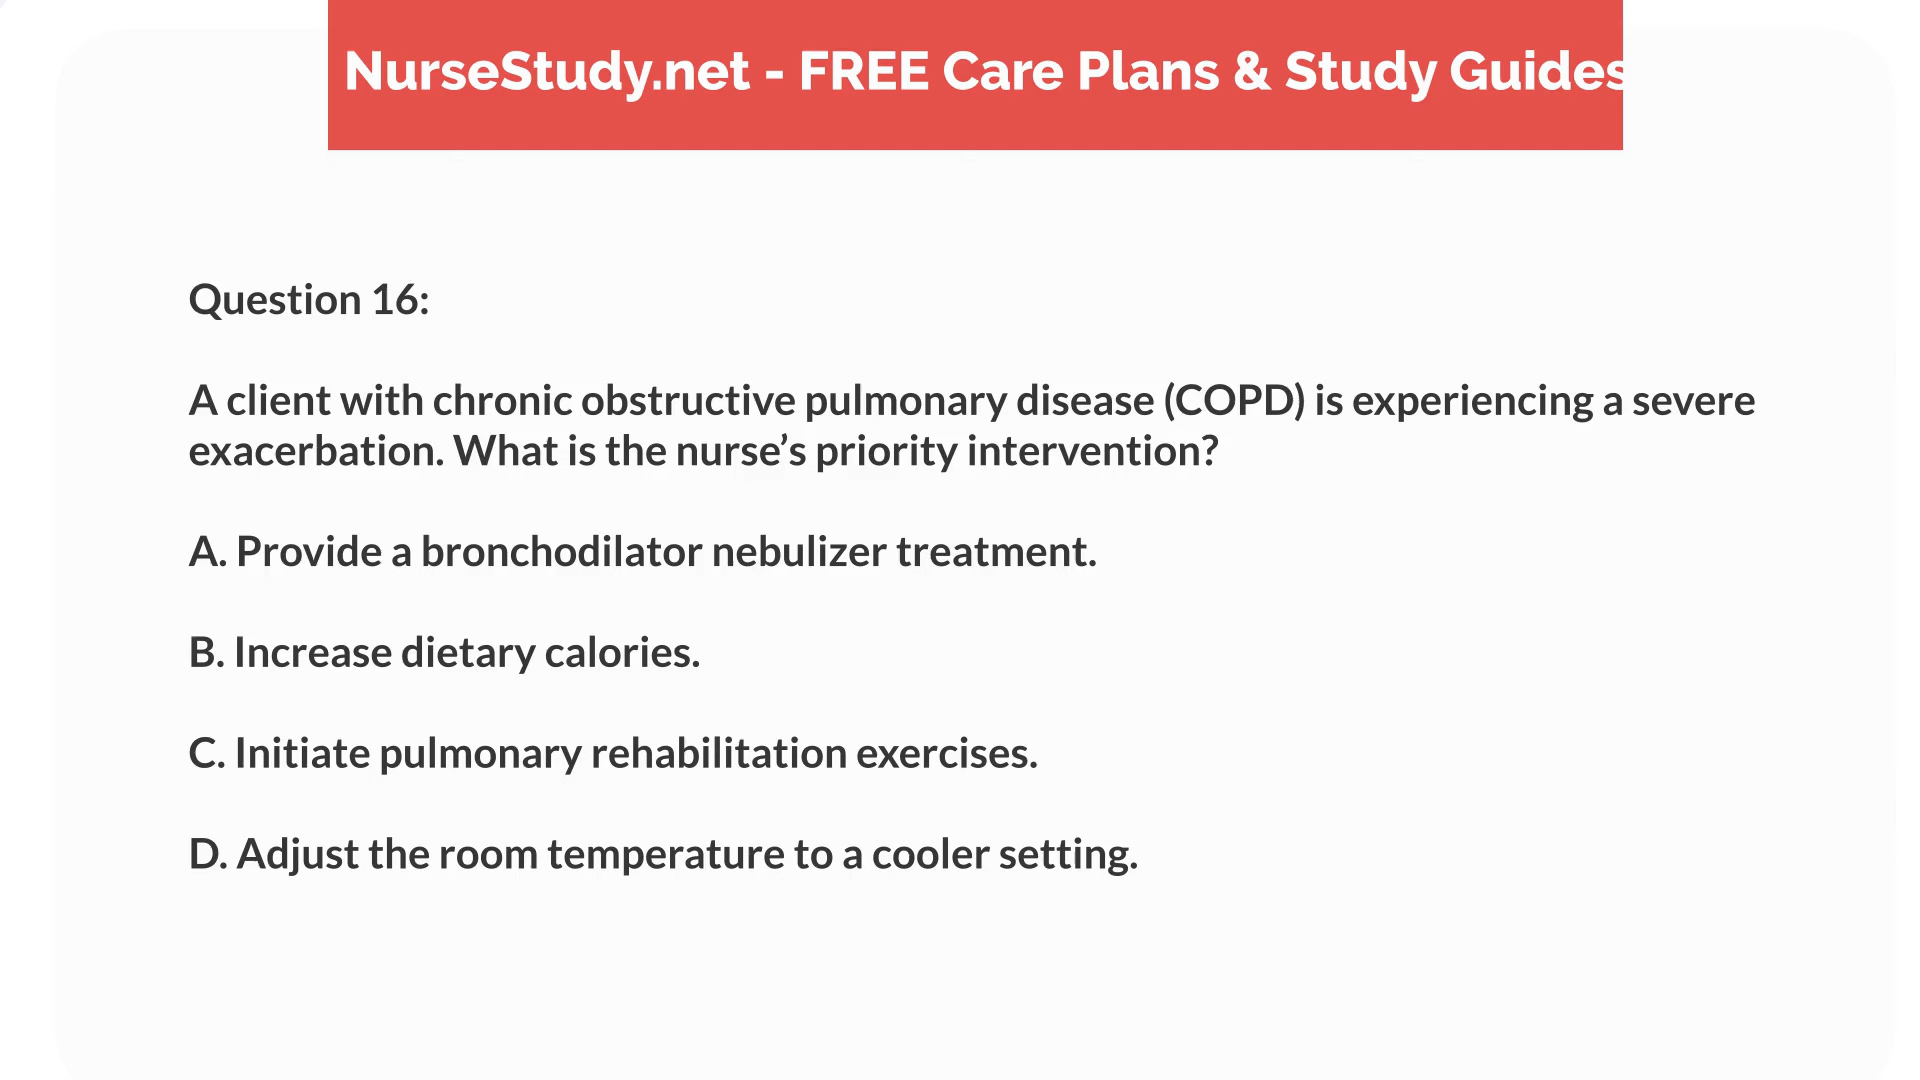 NurseStudy.net - FREE Care Plans & Study Guides
Question 16:
A client with chronic obstructive pulmonary disease (COPD) is experiencing a severe
exacerbation. What is the nurse’s priority intervention?
A. Provide a bronchodilator nebulizer treatment.
B. Increase dietary calories.
C. Initiate pulmonary rehabilitation exercises.
D. Adjust the room temperature to a cooler setting.